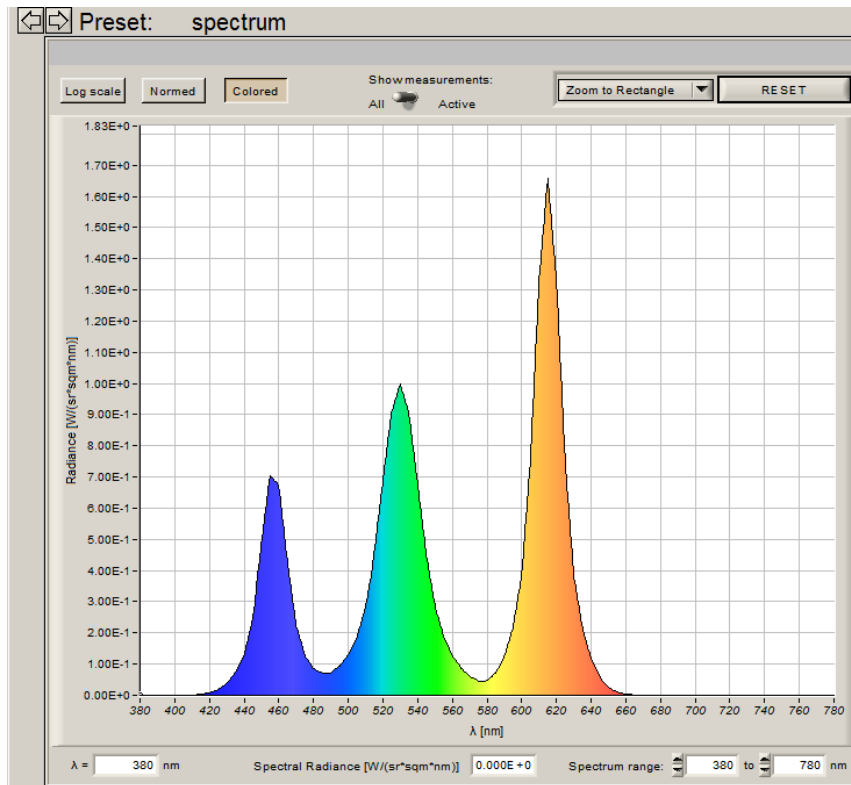 Preset: spectrum
Log scale Normed Colored
Show measurements:
All Active
Zoom to Rectangle RESET
1.83E+0
1.70E+0
1.60E+0
1.50E+0
1.40E+0
1.30E+0
1.20E+0
1.10E+0
1.00E+0
9.00E-1
8.00E-1
7.00E-1
6.00E-1
5.00E-1
4.00E-1
3.00E-1
2.00E-1
1.00E-1
0.00E+0
Radiance [W/(sr*sqm*nm)]
380 400 420 440 460 480 500 520 540 560 580 600 620 640 660 680 700 720 740 760 780
λ [nm]
λ = 380 nm Spectral Radiance [W/(sr*sqm*nm)] 0.000E+0 Spectrum range: 380 to 780 nm